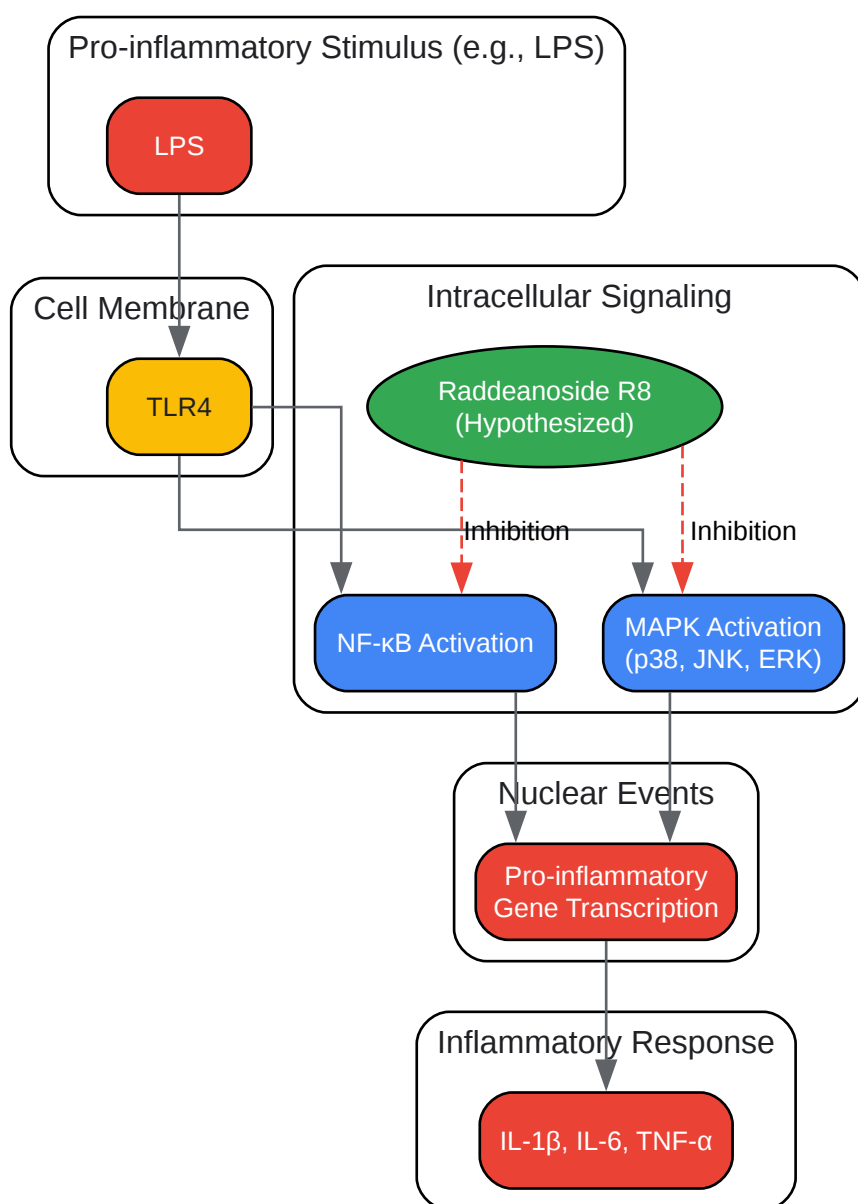 Pro-inflammatory Stimulus (e.g., LPS)
LPS
Cell Membrane
TLR4
Intracellular Signaling
Raddeanoside R8
(Hypothesized)
Inhibition
Inhibition
NF-κB Activation
MAPK Activation
(p38, JNK, ERK)
Nuclear Events
Pro-inflammatory
Gene Transcription
Inflammatory Response
IL-1β, IL-6, TNF-α